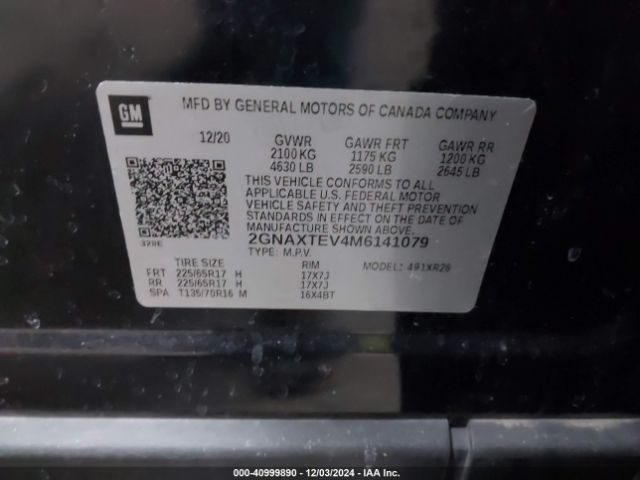 GM
MFD BY GENERAL MOTORS OF CANADA COMPANY
12/20 GVWR GAWR FRT GAWR RR
2100 KG 1175 KG 1200 KG
4630 LB 2590 LB 2645 LB
THIS VEHICLE CONFORMS TO ALL
APPLICABLE U.S. FEDERAL MOTOR
VEHICLE SAFETY AND THEFT PREVENTION
STANDARDS IN EFFECT ON THE DATE OF
MANUFACTURE SHOWN ABOVE.
328E 2GNAXTEV4M6141079
TYPE: M.P.V. MODEL: 491XR26
TIRE SIZE RIM
FRT 225/65R17 H 17X7J
RR 225/65R17 H 17X7J
SPA T135/70R16 M 16X4BT
000-40999890 - 12/03/2024 - IAA Inc.